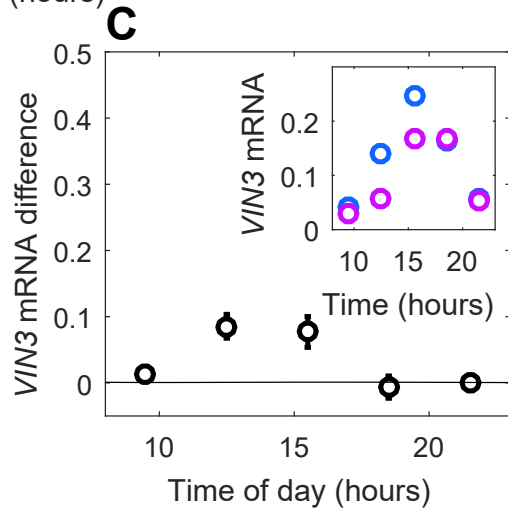 (hours)
C
0.5
0.4
0.3
0.2
0.1
0
VIN3 mRNA difference
10
15
20
Time of day (hours)
VIN3 mRNA
0.2
0.1
0
10
15
20
Time (hours)